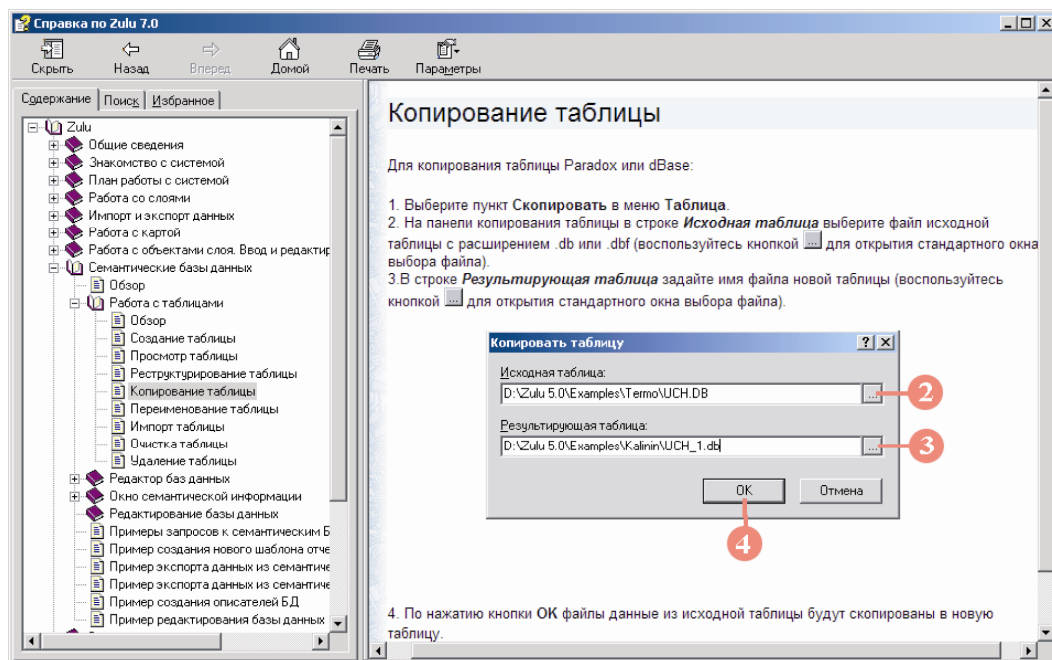 Справка по Zulu 7.0
Скрыть Назад Вперед Домой Печать Параметры
Содержание Поиск Избранное
Zulu
Общие сведения
Знакомство с системой
План работы с системой
Работа со слоями
Импорт и экспорт данных
Работа с картой
Работа с объектами слоя. Ввод и редактир
Семантические базы данных
Обзор
Работа с таблицами
Обзор
Создание таблицы
Просмотр таблицы
Реструктурирование таблицы
Копирование таблицы
Переименование таблицы
Импорт таблицы
Очистка таблицы
Удаление таблицы
Редактор баз данных
Окно семантической информации
Редактирование базы данных
Примеры запросов к семантическим Б
Пример создания нового шаблона отче
Пример экспорта данных из семантиче
Пример экспорта данных из семантиче
Пример создания описателей БД
Пример редактирования базы данных
Копирование таблицы
Для копирования таблицы Paradox или dBase:
1. Выберите пункт Скопировать в меню Таблица.
2. На панели копирования таблицы в строке Исходная таблица выберите файл исходной
таблицы с расширением .db или .dbf (воспользуйтесь кнопкой ... для открытия стандартного окна
выбора файла).
3.В строке Результирующая таблица задайте имя файла новой таблицы (воспользуйтесь
кнопкой ... для открытия стандартного окна выбора файла).
Копировать таблицу
Исходная таблица:
D:\Zulu 5.0\Examples\Termo\UCH.DB ... 2
Результирующая таблица:
D:\Zulu 5.0\Examples\Kalinin\UCH_1.db ... 3
OK Отмена
4
4. По нажатию кнопки OK файлы данные из исходной таблицы будут скопированы в новую
таблицу.